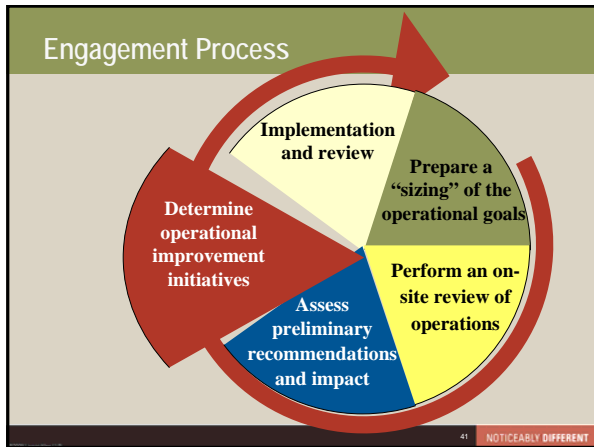 Engagement Process
Implementation
and review
Prepare a
“sizing” of the
operational goals
Perform an on-
site review of
operations
Assess
preliminary
recommendations
and impact
Determine
operational
improvement
initiatives
41
NOTICEABLY DIFFERENT